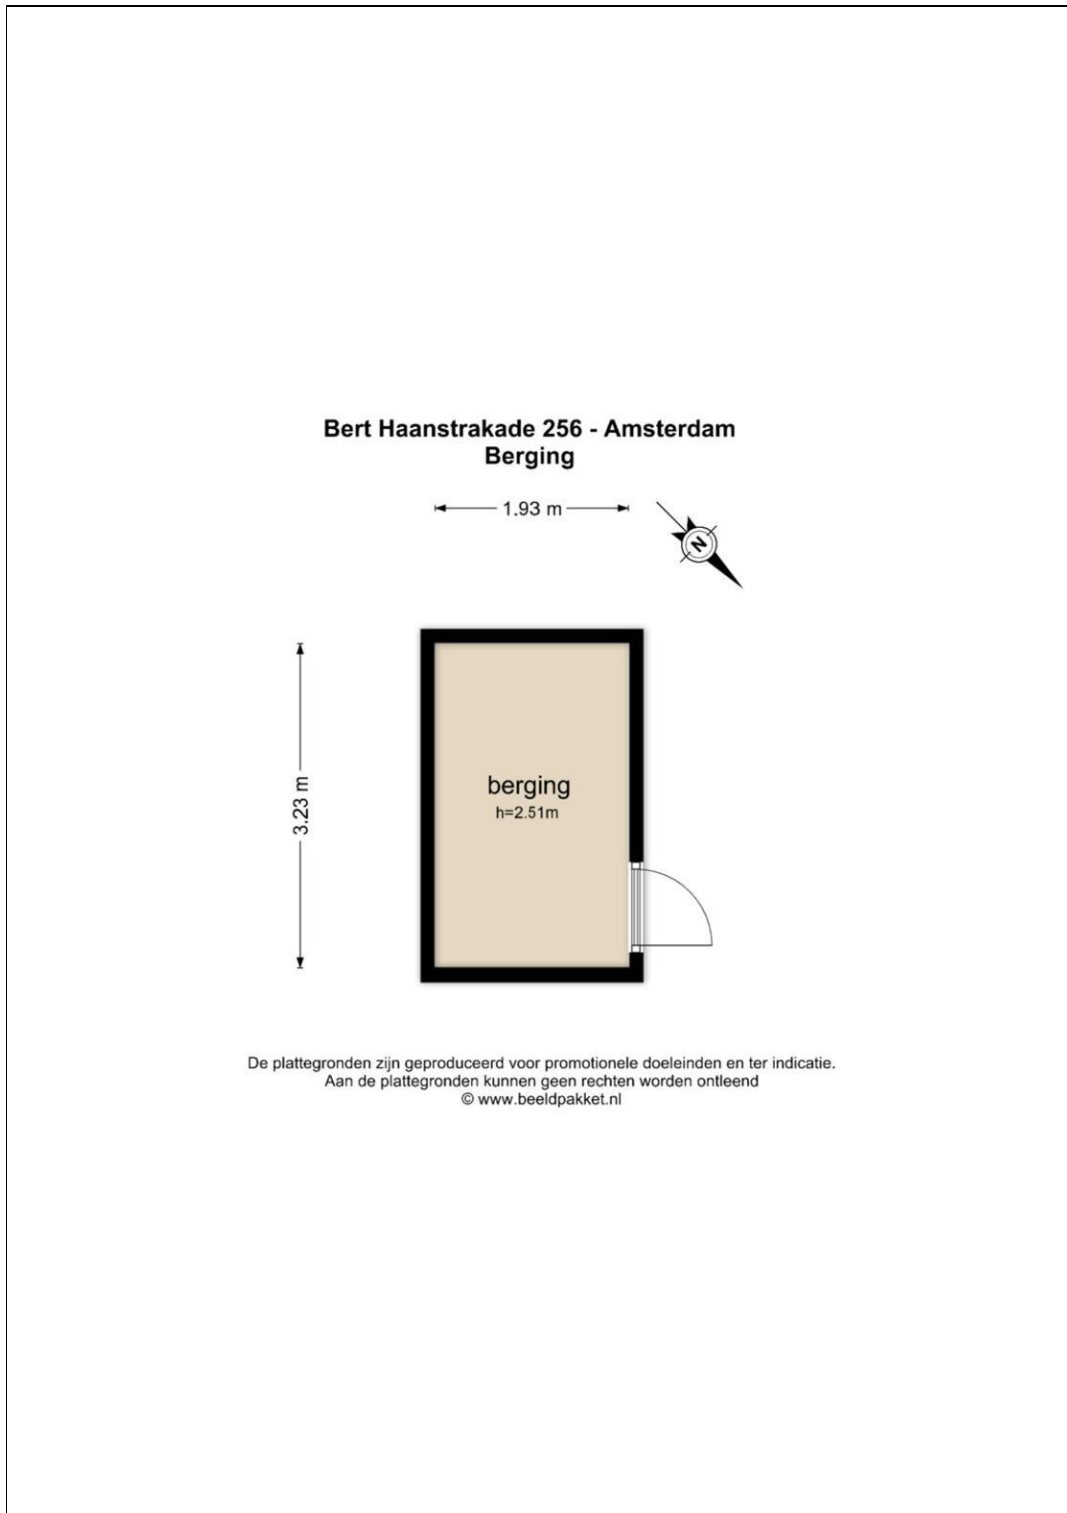 Bert Haanstrakade 256 - Amsterdam
Berging
1.93 m
N
3.23 m
berging
h=2.51m
De plattegronden zijn geproduceerd voor promotionele doeleinden en ter indicatie.
Aan de plattegronden kunnen geen rechten worden ontleend
© www.beeldpakket.nl